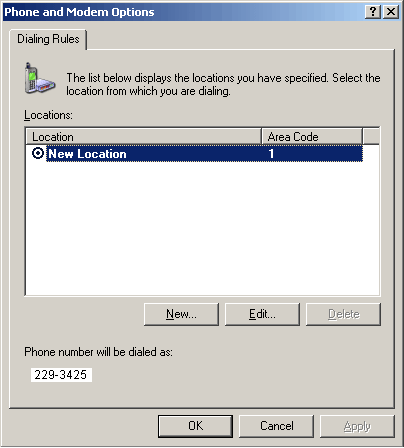 Phone and Modem Options
Dialing Rules
The list below displays the locations you have specified. Select the
location from which you are dialing.
Locations:
Location Area Code
New Location 1
New... Edit... Delete
Phone number will be dialed as:
229-3425
OK Cancel Apply